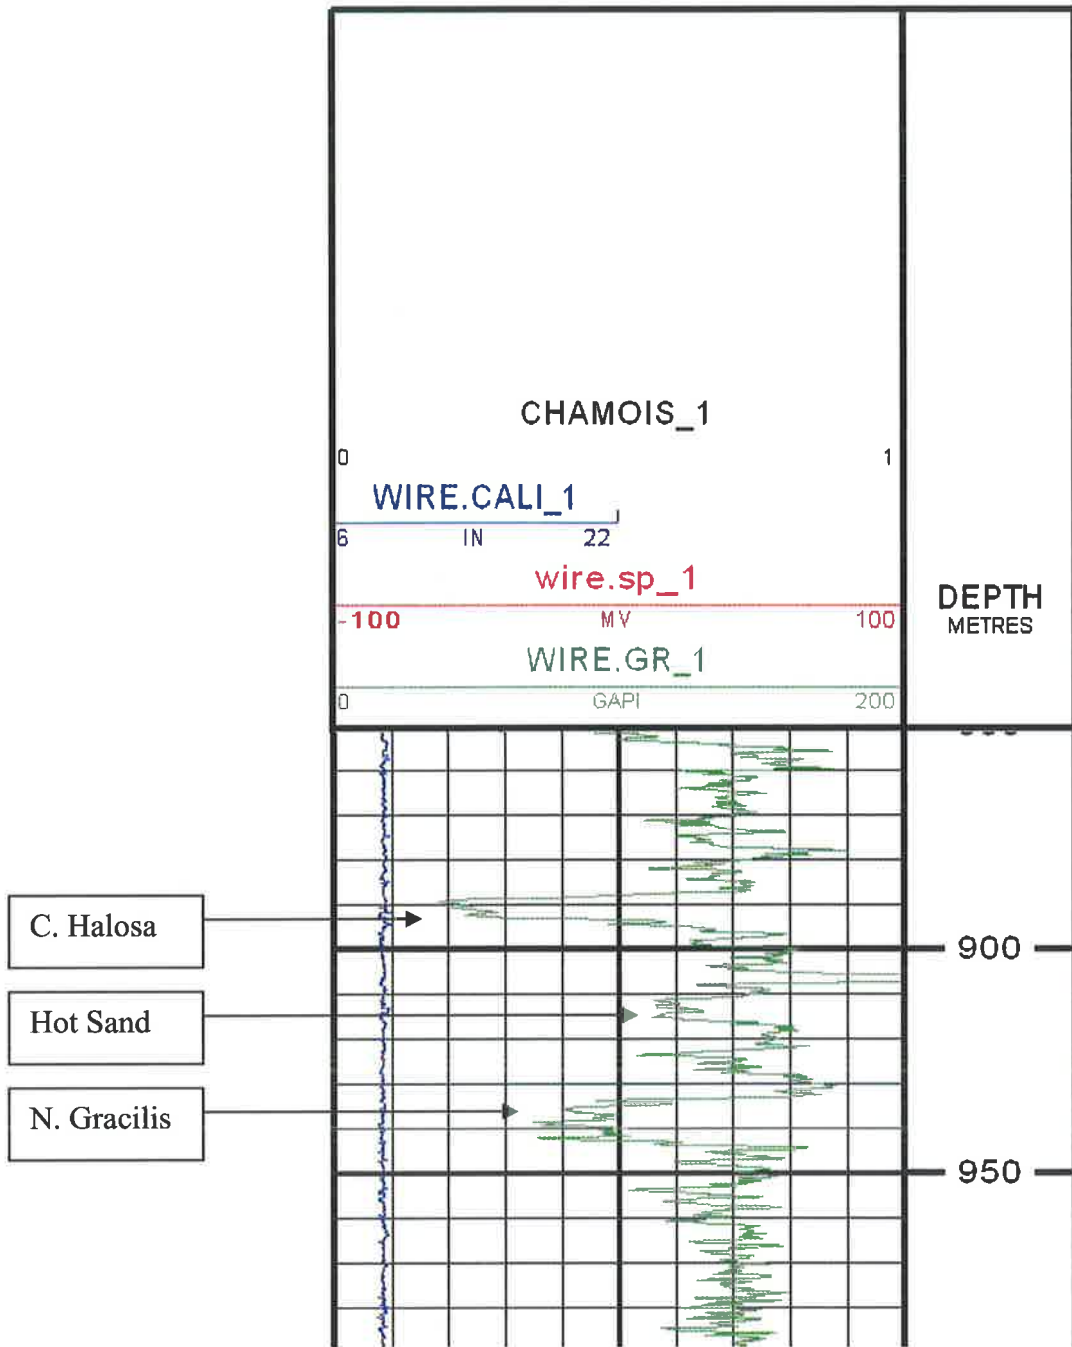 CHAMOIS_1
0 1
WIRE.CALI_1
6 IN 22
wire.sp_1
-100 MV 100
WIRE.GR_1
0 GAPI 200
DEPTH
METRES
C. Halosa
900
Hot Sand
N. Gracilis
950